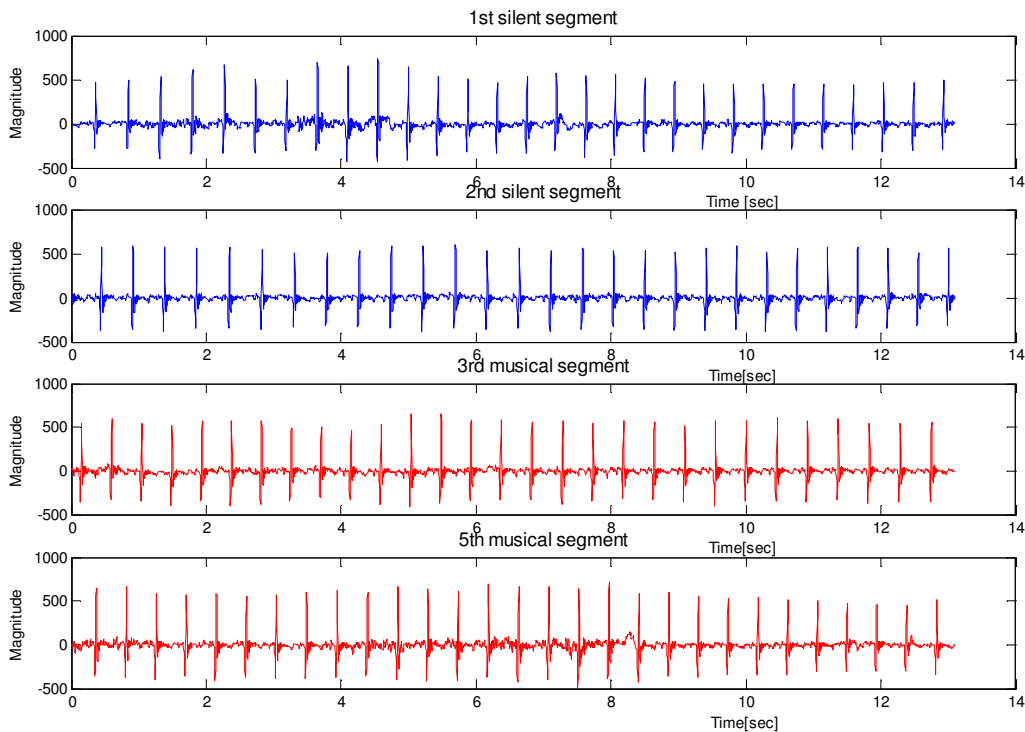 1st silent segment
1000
500
0
-500
Magnitude
0 2 4 6 8 10 12 14
Time [sec]
2nd silent segment
1000
500
0
-500
Magnitude
0 2 4 6 8 10 12 14
Time[sec]
3rd musical segment
1000
500
0
-500
Magnitude
0 2 4 6 8 10 12 14
Time[sec]
5th musical segment
1000
500
0
-500
Magnitude
0 2 4 6 8 10 12 14
Time[sec]